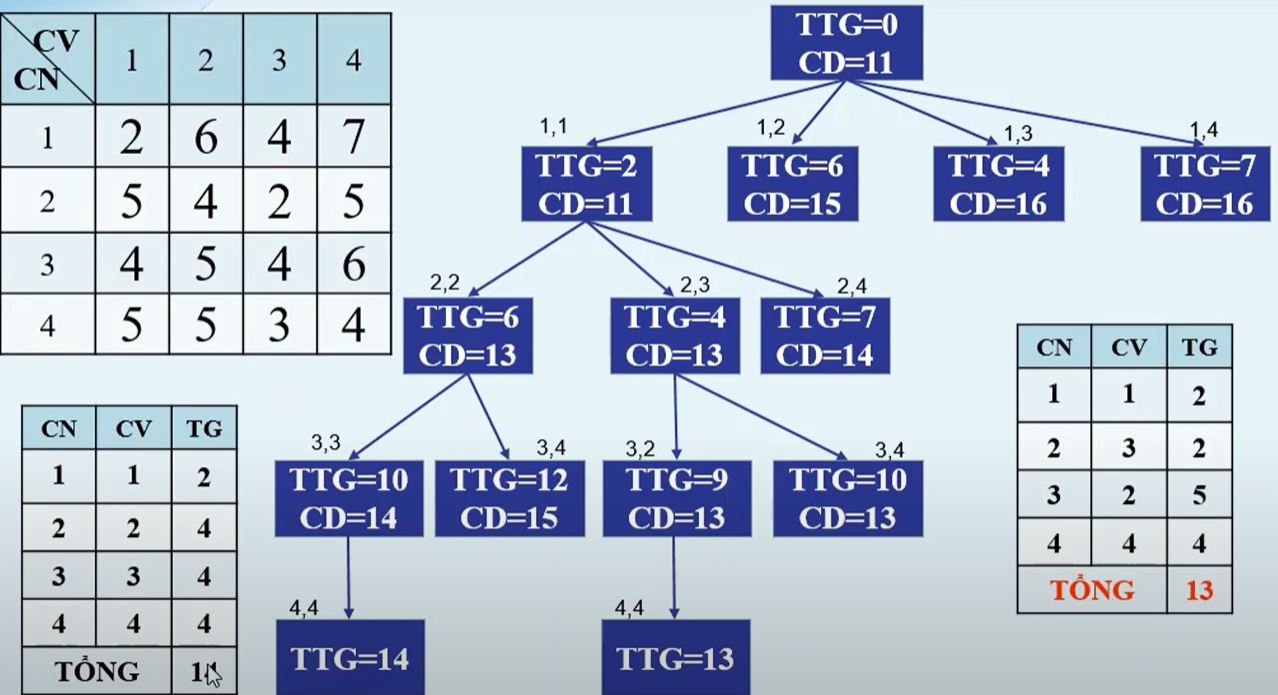 CV
CN
1 2 3 4
1 2 6 4 7
2 5 4 2 5
3 4 5 4 6
4 5 5 3 4
TTG=0
CD=11
1,1
1,2
1,3
1,4
TTG=2
CD=11
TTG=6
CD=15
TTG=4
CD=16
TTG=7
CD=16
2,2
2,3
2,4
TTG=6
CD=13
TTG=4
CD=13
TTG=7
CD=14
3,3
3,4
3,2
3,4
TTG=10
CD=14
TTG=12
CD=15
TTG=9
CD=13
TTG=10
CD=13
4,4
4,4
TTG=14
TTG=13
CN CV TG
1 1 2
2 2 4
3 3 4
4 4 4
TỔNG
CN CV TG
1 1 2
2 3 2
3 2 5
4 4 4
TỔNG 13